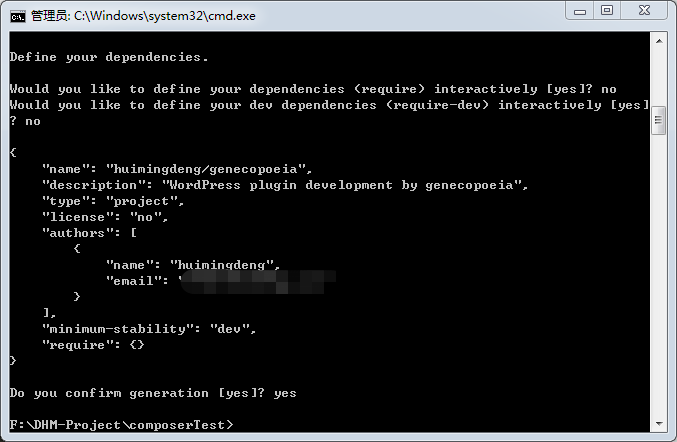 管理员: C:\Windows\system32\cmd.exe
Define your dependencies.
Would you like to define your dependencies (require) interactively [yes]? no
Would you like to define your dev dependencies (require-dev) interactively [yes]
? no
{
    "name": "huimingdeng/genecopoeia",
    "description": "WordPress plugin development by genecopoeia",
    "type": "project",
    "license": "no",
    "authors": [
        {
            "name": "huimingdeng",
            "email": "
        }
    ],
    "minimum-stability": "dev",
    "require": {}
}
Do you confirm generation [yes]? yes
F:\DHM-Project\composerTest>